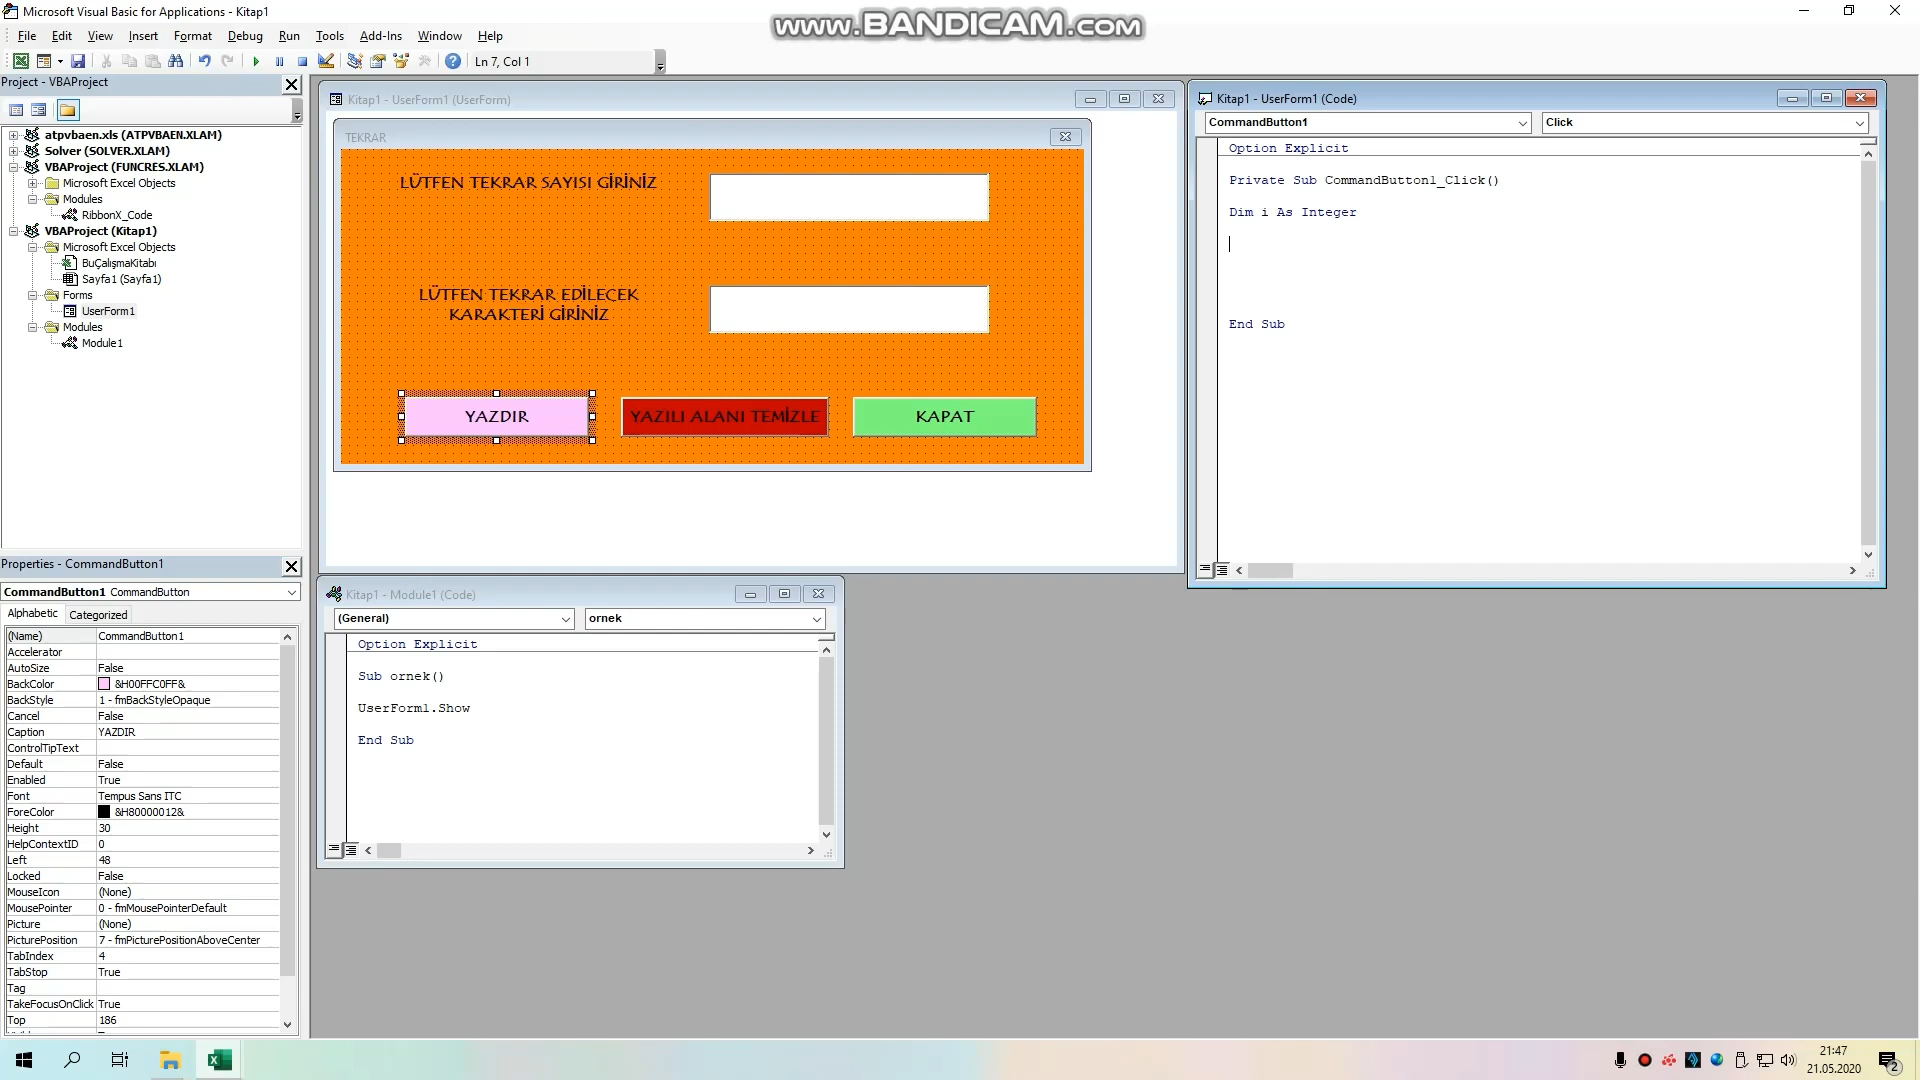 Microsoft Visual Basic for Applications - Kitap1
www.BANDICAM.com
File Edit View Insert Format Debug Run Tools Add-Ins Window Help
Ln 7, Col 1
Project - VBAProject
atpvbaen.xls (ATPVBAEN.XLAM)
Solver (SOLVER.XLAM)
VBAProject (FUNCRES.XLAM)
Microsoft Excel Objects
Modules
RibbonX_Code
VBAProject (Kitap1)
Microsoft Excel Objects
BuÇalışmaKitabı
Sayfa1 (Sayfa1)
Forms
UserForm1
Modules
Module1
Properties - CommandButton1
CommandButton1 CommandButton
Alphabetic Categorized
(Name) CommandButton1
Accelerator
AutoSize False
BackColor &H00FFC0FF&
BackStyle 1 - fmBackStyleOpaque
Cancel False
Caption YAZDIR
ControlTipText
Default False
Enabled True
Font Tempus Sans ITC
ForeColor &H80000012&
Height 30
HelpContextID 0
Left 48
Locked False
MouseIcon (None)
MousePointer 0 - fmMousePointerDefault
Picture (None)
PicturePosition 7 - fmPicturePositionAboveCenter
TabIndex 4
TabStop True
Tag
TakeFocusOnClick True
Top 186
Kitap1 - UserForm1 (UserForm)
TEKRAR
LÜTFEN TEKRAR SAYISI GİRİNİZ
LÜTFEN TEKRAR EDİLECEK
KARAKTERİ GİRİNİZ
YAZDIR
YAZILI ALANI TEMİZLE
KAPAT
Kitap1 - Module1 (Code)
(General) ornek
Option Explicit
Sub ornek()
UserForm1.Show
End Sub
Kitap1 - UserForm1 (Code)
CommandButton1 Click
Option Explicit
Private Sub CommandButton1_Click()
Dim i As Integer
End Sub
21:47
21.05.2020
2